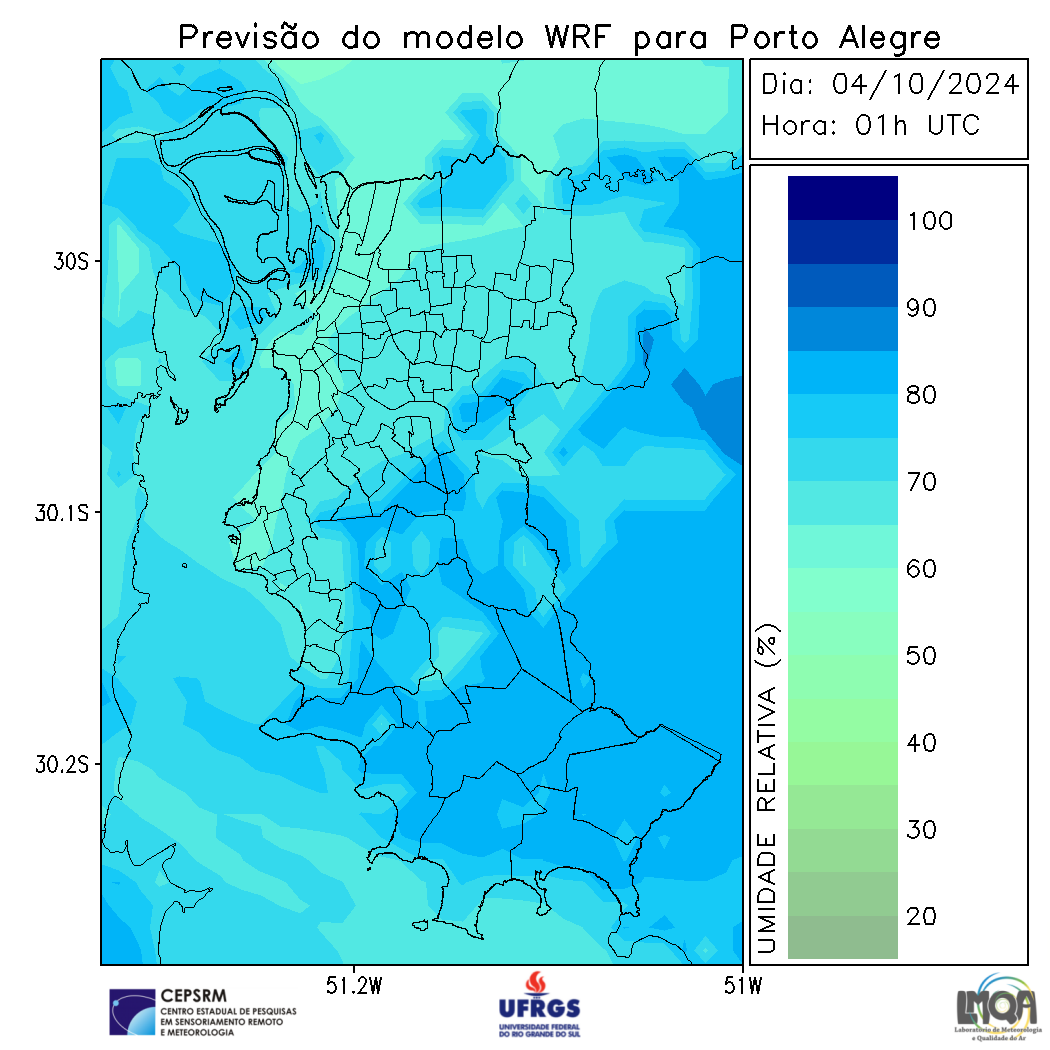 Previsão do modelo WRF para Porto Alegre
Dia: 04/10/2024
Hora: 01h UTC
30S
30.1S
30.2S
51.2W
51W
UMIDADE RELATIVA (%)
100
90
80
70
60
50
40
30
20
CEPSRM
CENTRO ESTADUAL DE PESQUISAS
EM SENSORIAMENTO REMOTO
E METEOROLOGIA
UFRGS
UNIVERSIDADE FEDERAL
DO RIO GRANDE DO SUL
LMQA
Laboratório de Meteorologia
e Qualidade do Ar